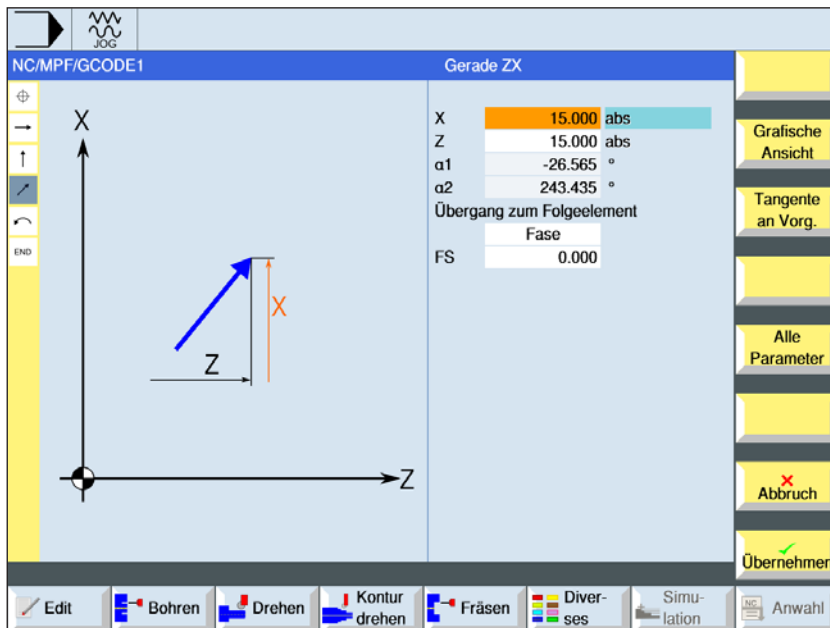 JOG
NC/MPF/GCODE1
Gerade ZX
END
X
Z
X
Z
X 15.000 abs
Z 15.000 abs
α1 -26.565 °
α2 243.435 °
Übergang zum Folgeelement
Fase
FS 0.000
Grafische
Ansicht
Tangente
an Vorg.
Alle
Parameter
Abbruch
Übernehmen
Edit
Bohren
Drehen
Kontur
drehen
Fräsen
Diver-
ses
Simu-
lation
NC
Anwahl